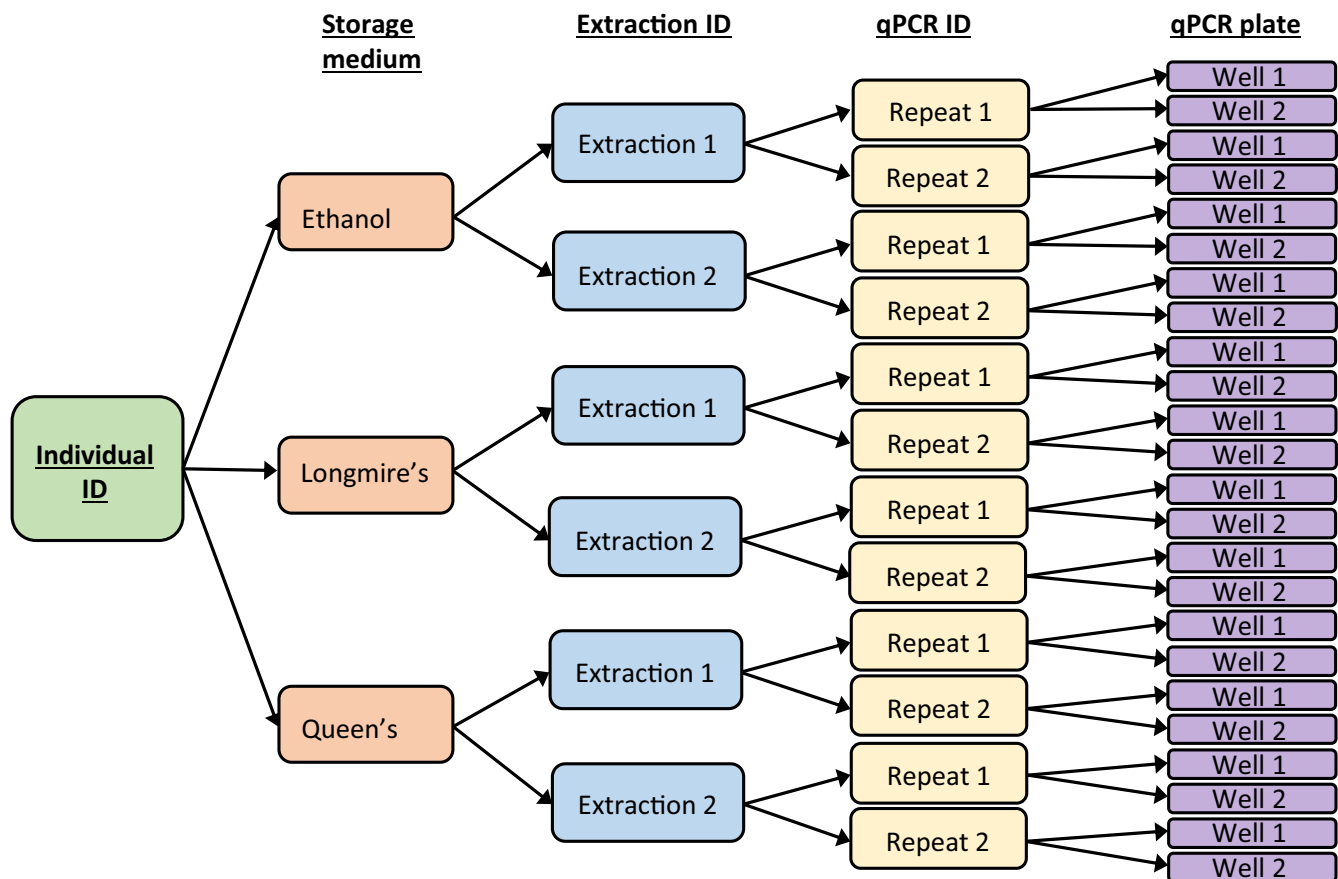 Storage
medium
Extraction ID
qPCR ID
qPCR plate
Individual
ID
Ethanol
Longmire’s
Queen’s
Extraction 1
Extraction 2
Extraction 1
Extraction 2
Extraction 1
Extraction 2
Repeat 1
Repeat 2
Repeat 1
Repeat 2
Repeat 1
Repeat 2
Repeat 1
Repeat 2
Repeat 1
Repeat 2
Repeat 1
Repeat 2
Well 1
Well 2
Well 1
Well 2
Well 1
Well 2
Well 1
Well 2
Well 1
Well 2
Well 1
Well 2
Well 1
Well 2
Well 1
Well 2
Well 1
Well 2
Well 1
Well 2
Well 1
Well 2
Well 1
Well 2